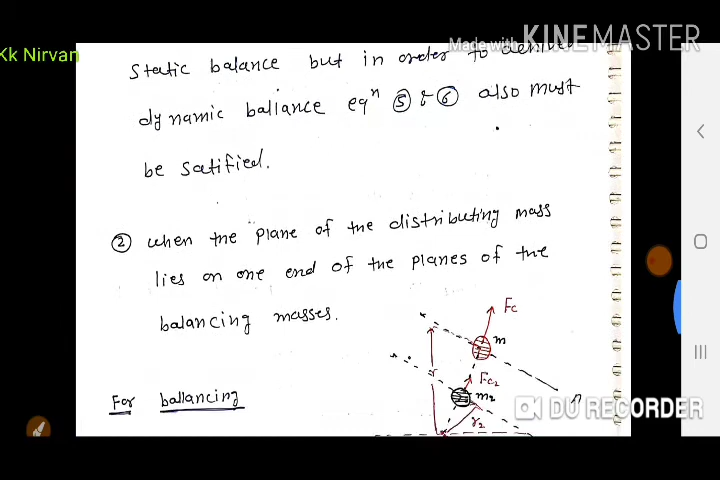 Made with KINEMASTER
Kk Nirvan
static balance but in order to
dynamic balliance eqⁿ ⑤ & ⑥ also must
be satified.
② when the plane of the distributing mass
lies on one end of the planes of the
balancing masses.
Fc
m
Fc₂
m₂
r₂
For ballancing
DU RECORDER